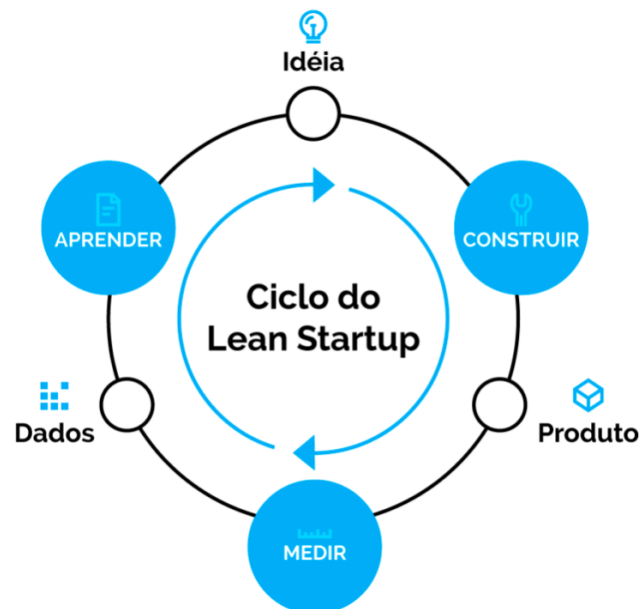 Idéia
APRENDER
CONSTRUIR
Ciclo do
Lean Startup
Dados
Produto
MEDIR